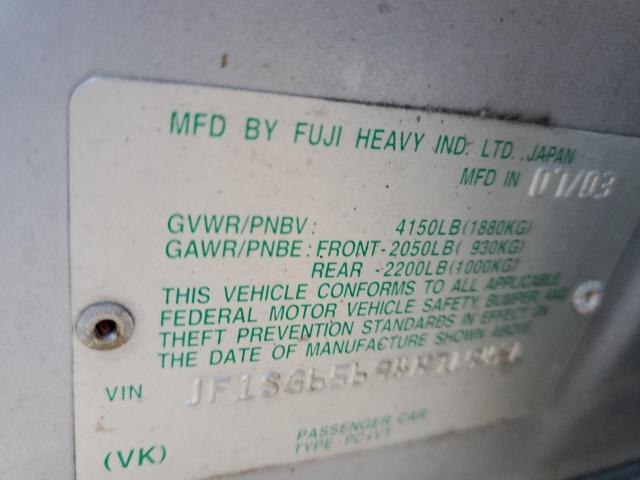 MFD BY FUJI HEAVY IND. LTD. JAPAN
MFD IN 07/03
GVWR/PNBV: 4150LB(1880KG)
GAWR/PNBE: FRONT-2050LB( 930KG)
REAR -2200LB(1000KG)
THIS VEHICLE CONFORMS TO ALL APPLICABLE
FEDERAL MOTOR VEHICLE SAFETY, BUMPER, AND
THEFT PREVENTION STANDARDS IN EFFECT ON
THE DATE OF MANUFACTURE SHOWN ABOVE.
VIN
PASSENGER CAR
(VK) TYPE: